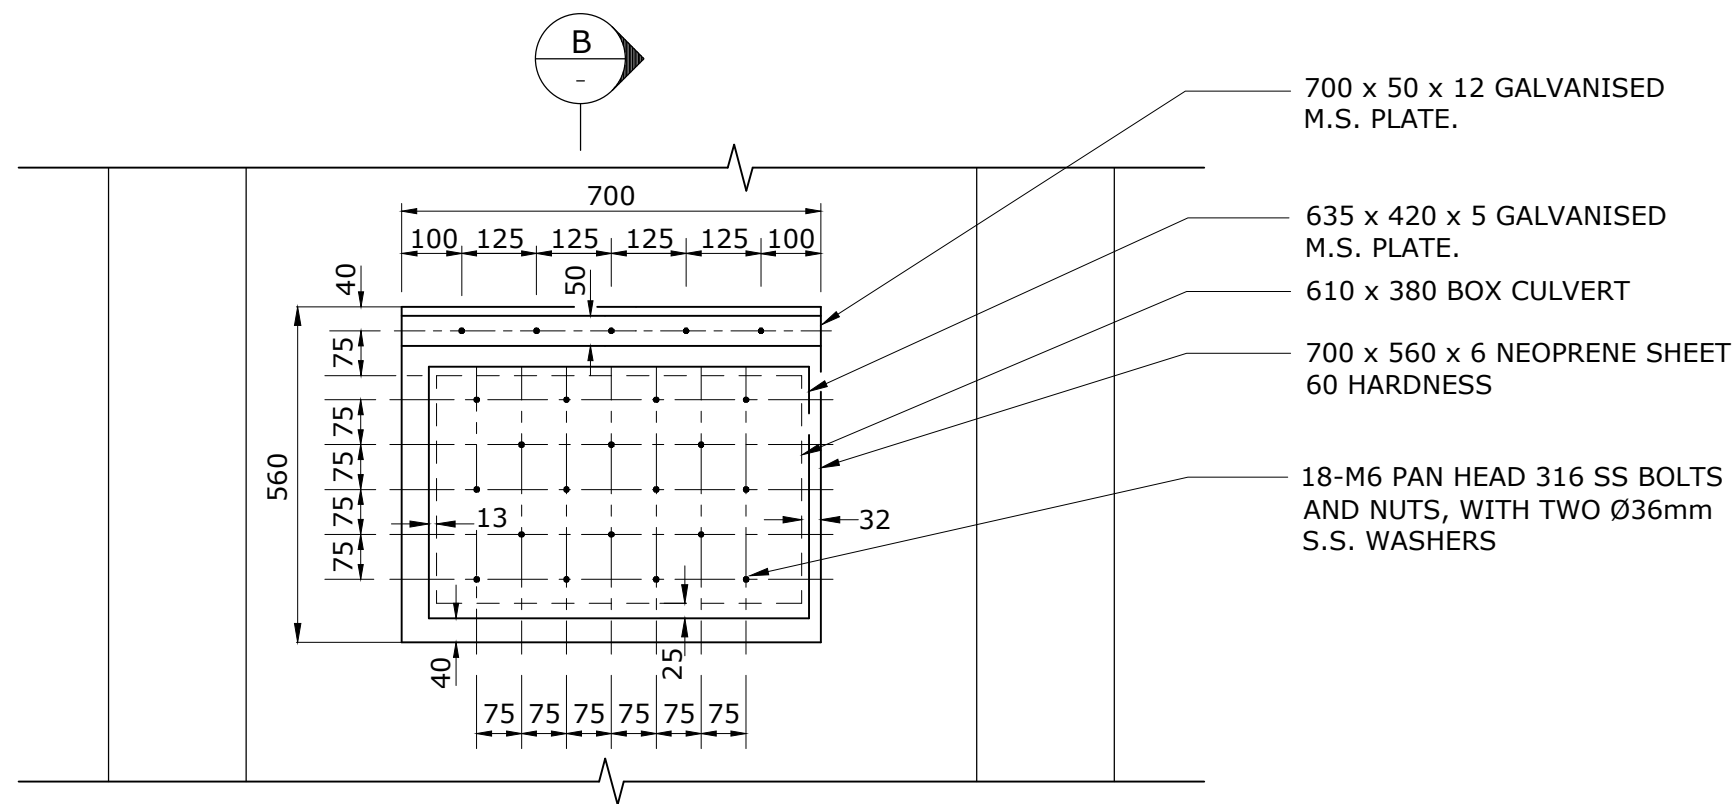 B
-
700 x 50 x 12 GALVANISED
M.S. PLATE.
700
635 x 420 x 5 GALVANISED
M.S. PLATE.
100 125 125 125 125 100
40
50
610 x 380 BOX CULVERT
75
700 x 560 x 6 NEOPRENE SHEET
60 HARDNESS
75
75
560
18-M6 PAN HEAD 316 SS BOLTS
AND NUTS, WITH TWO Ø36mm
S.S. WASHERS
75
13
32
75
40
25
75 75 75 75 75 75